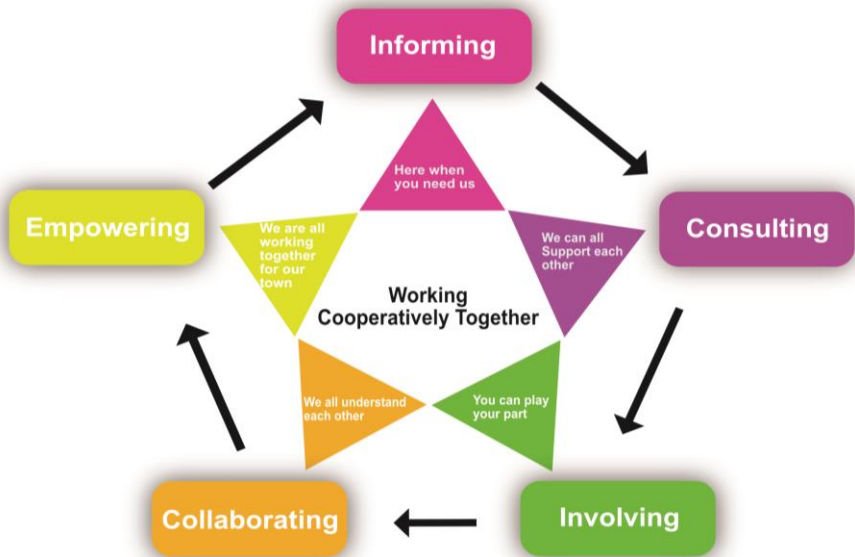 Informing
Here when
you need us
Empowering
We are all
working
together
for our
town
We can all
Support each
other
Consulting
Working
Cooperatively Together
We all understand
each other
You can play
your part
Collaborating
Involving